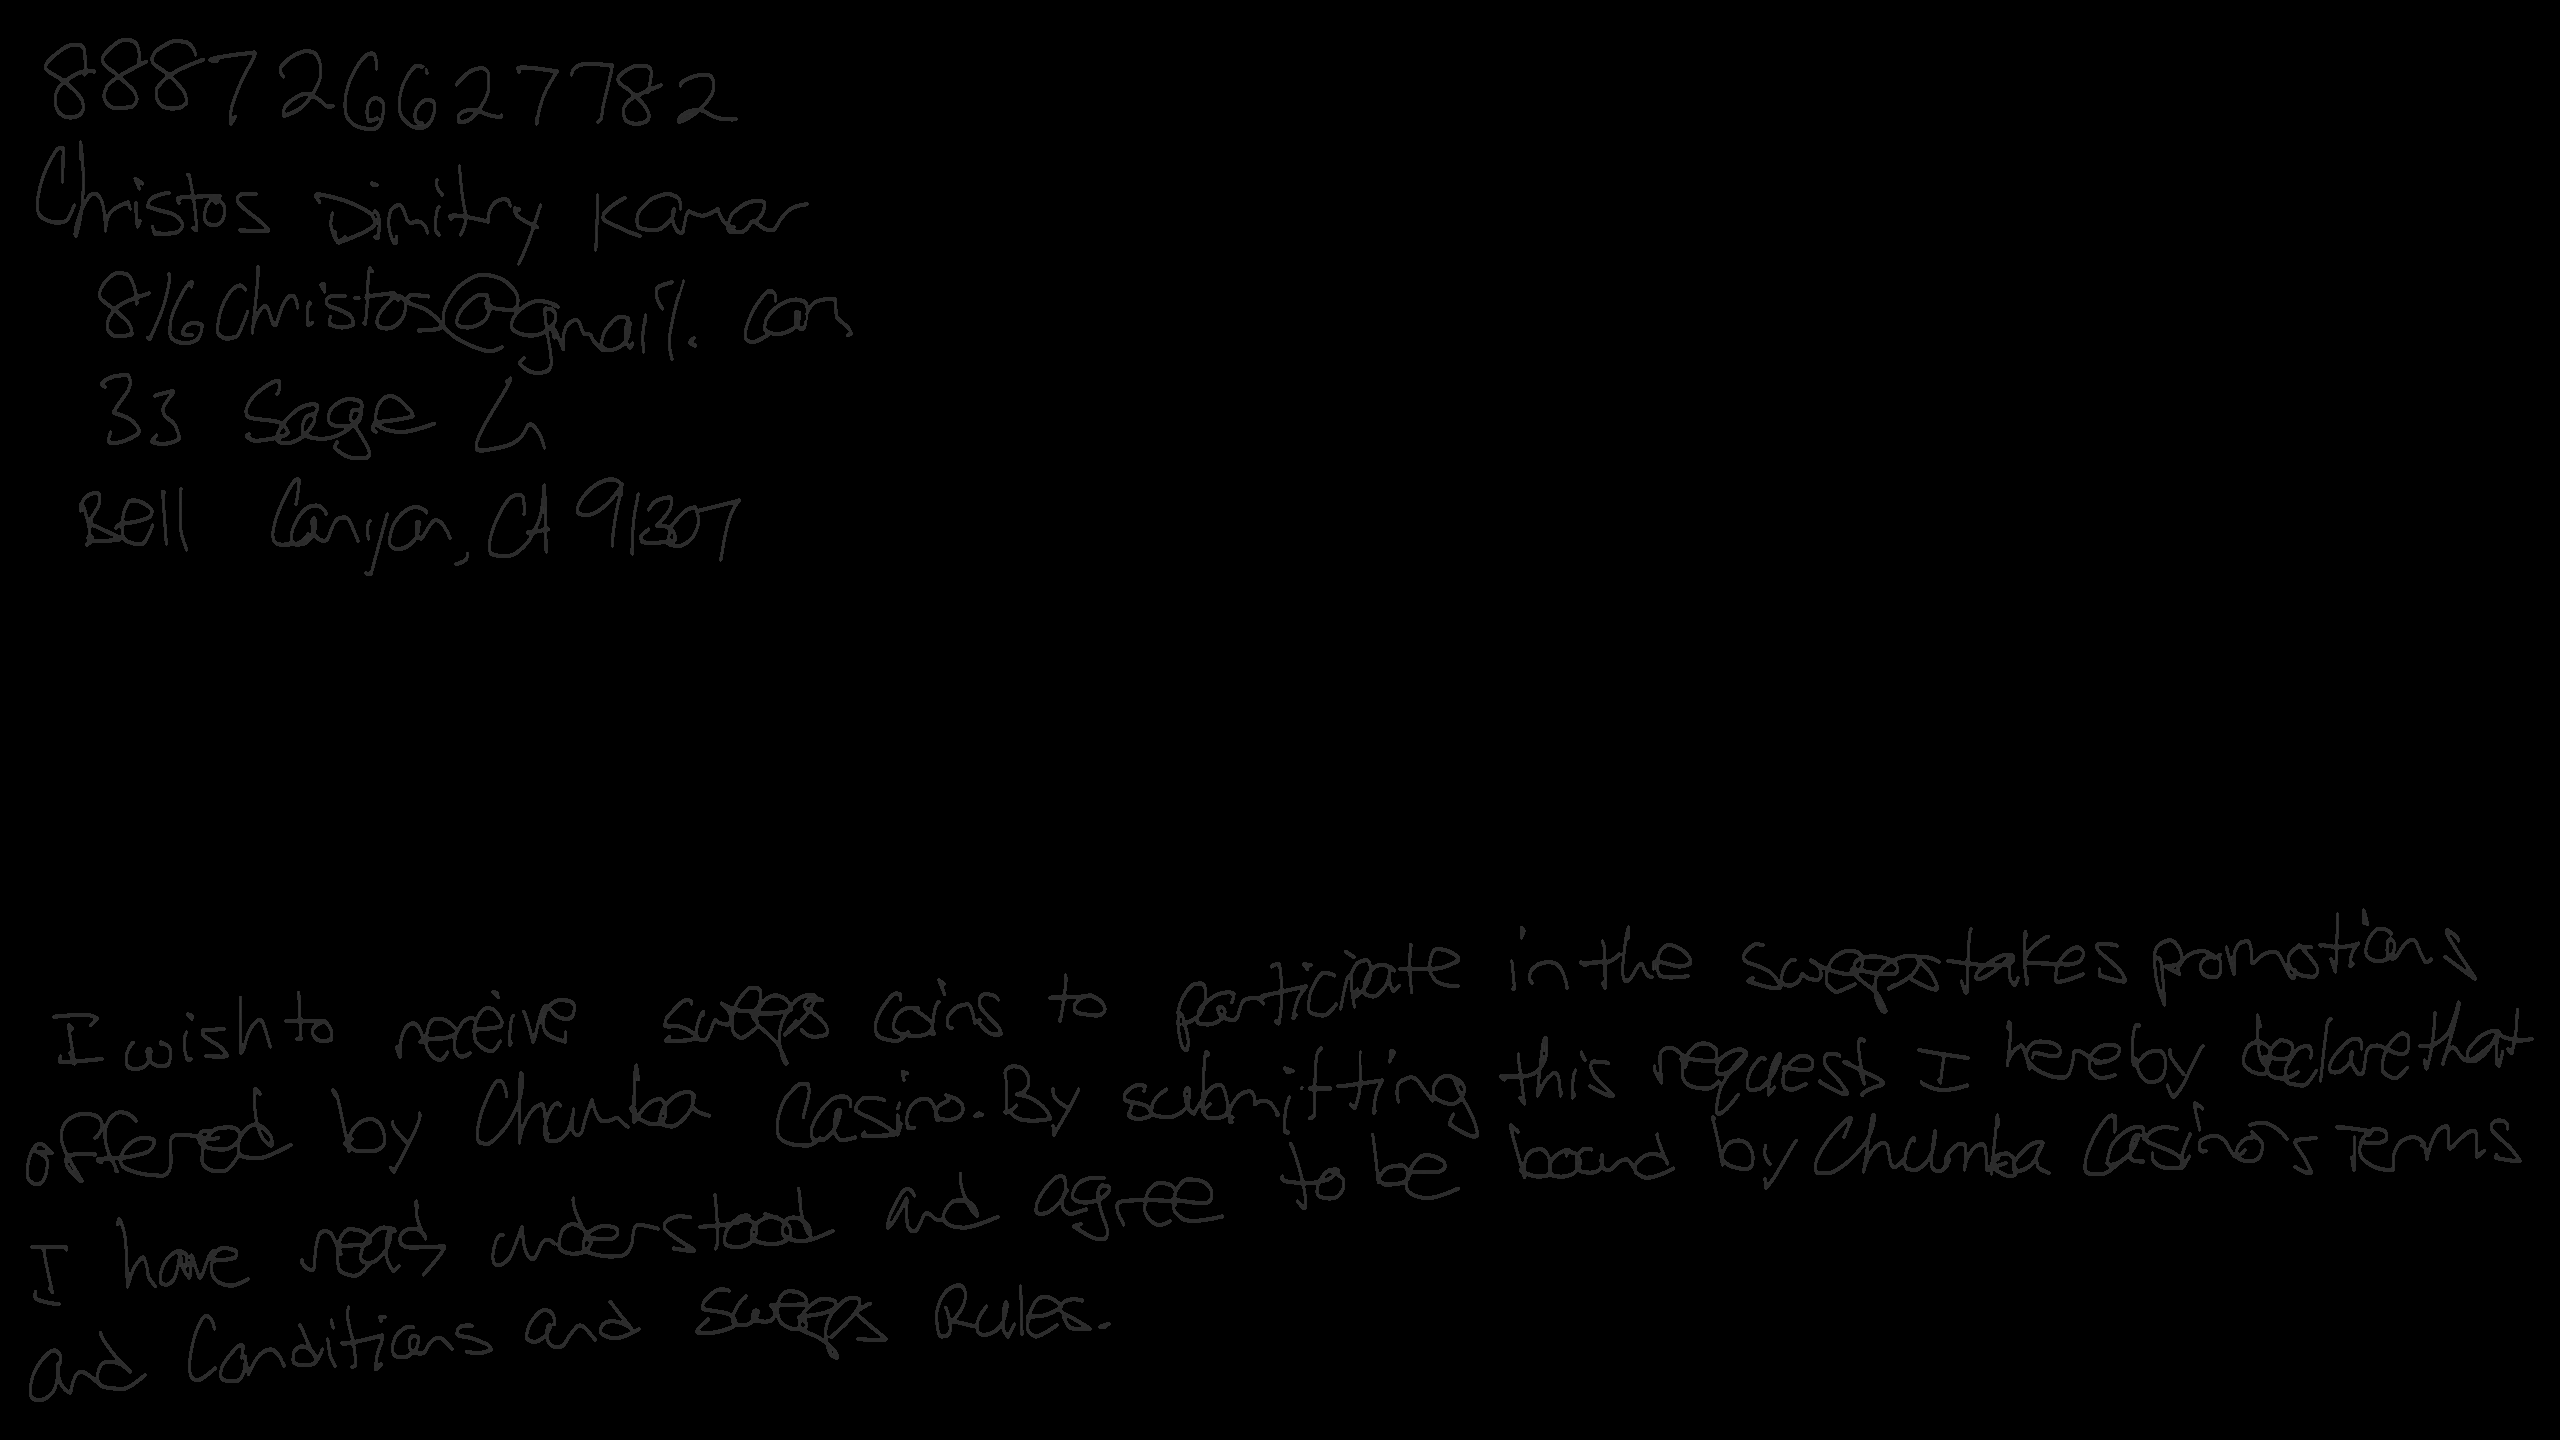 888726627782
Christos Dimitry Kamar
816Christos@gmail.com
33 Sage Ln
Bell Canyon, CA 91307
I wish to receive sweeps coins to participate in the sweepstakes promotions
offered by Chumba Casino. By submitting this request I hereby declare that
I have read understood and agree to be bound by Chumba Casino's Terms
and Conditions and Sweeps Rules.